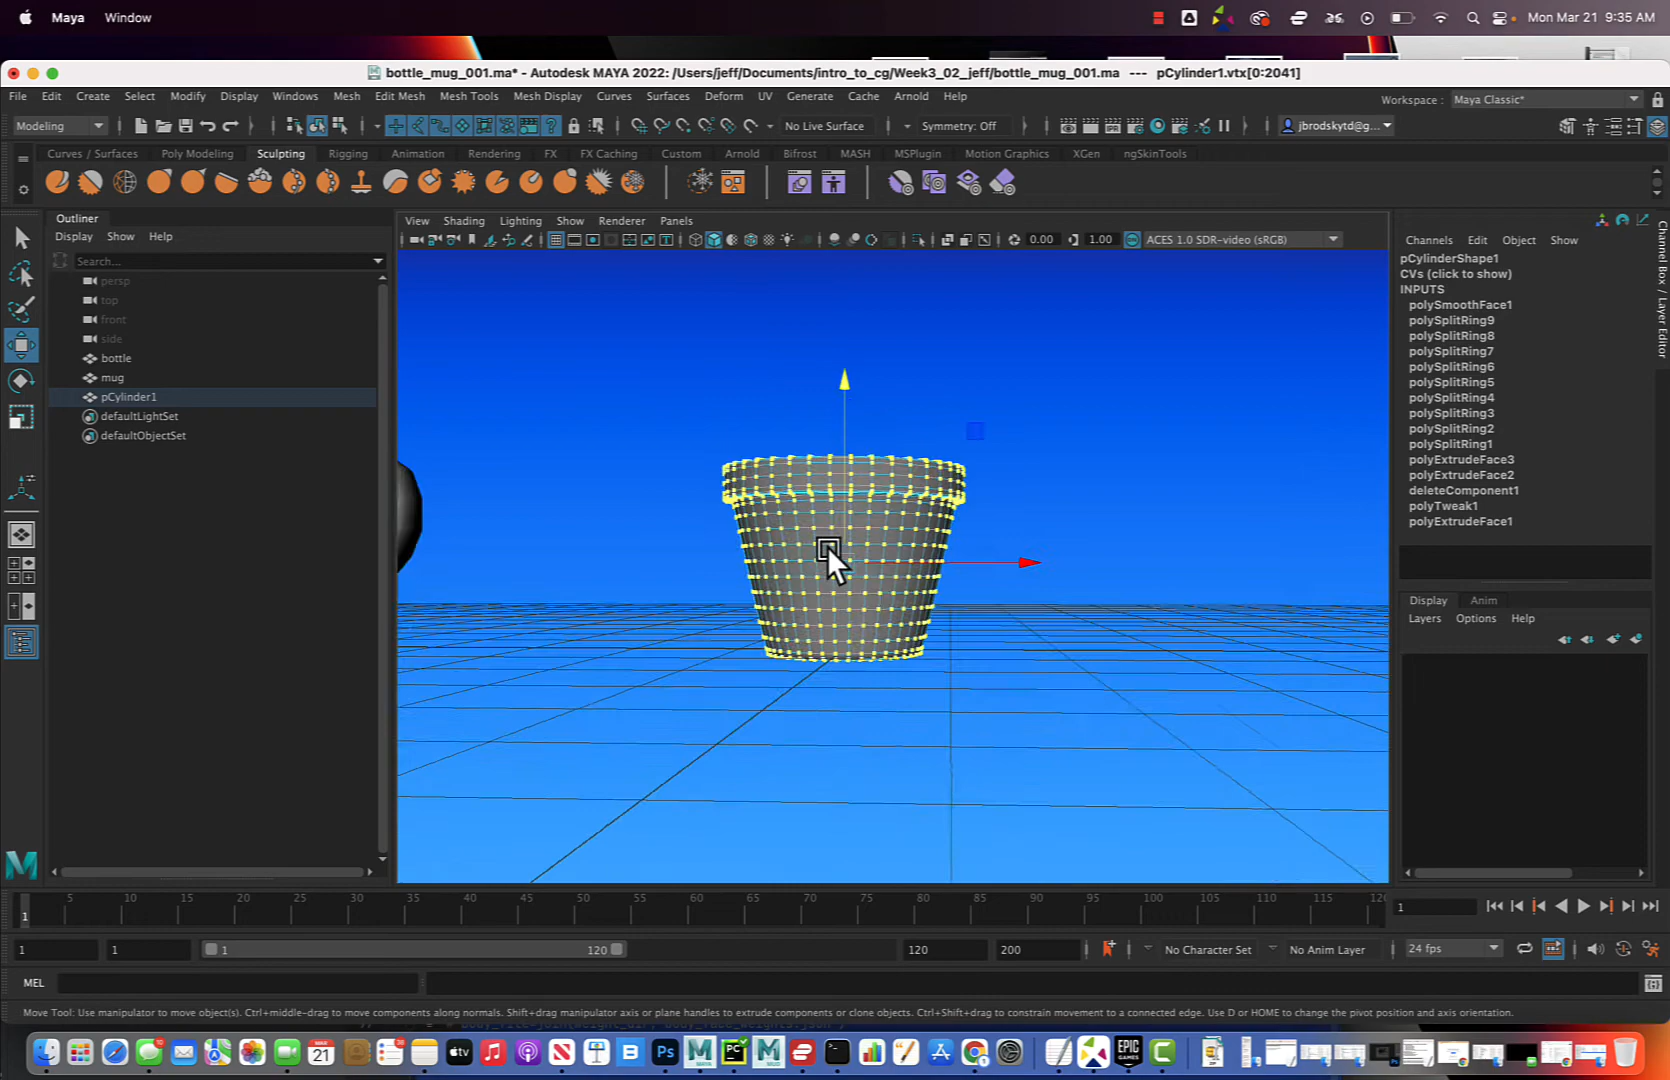 Maya Window Mon Mar 21 9:35 AM
bottle_mug_001.ma* - Autodesk MAYA 2022: /Users/jeff/Documents/intro_to_cg/Week3_02_jeff/bottle_mug_001.ma --- pCylinder1.vtx[0:2041]
File Edit Create Select Modify Display Windows Mesh Edit Mesh Mesh Tools Mesh Display Curves Surfaces Deform UV Generate Cache Arnold Help Workspace : Maya Classic*
Modeling No Live Surface Symmetry: Off jbrodskytd@g...
Curves / Surfaces Poly Modeling Sculpting Rigging Animation Rendering FX FX Caching Custom Arnold Bifrost MASH MSPlugin Motion Graphics XGen ngSkinTools
Outliner
Display Show Help
Search...
persp
top
front
side
bottle
mug
pCylinder1
defaultLightSet
defaultObjectSet
View Shading Lighting Show Renderer Panels
0.00 1.00 ACES 1.0 SDR-video (sRGB)
Channels Edit Object Show
pCylinderShape1
CVs (click to show)
INPUTS
polySmoothFace1
polySplitRing9
polySplitRing8
polySplitRing7
polySplitRing6
polySplitRing5
polySplitRing4
polySplitRing3
polySplitRing2
polySplitRing1
polyExtrudeFace3
polyExtrudeFace2
deleteComponent1
polyTweak1
polyExtrudeFace1
Display Anim
Layers Options Help
Channel Box / Layer Editor
5 10 15 20 25 30 35 40 45 50 55 60 65 70 75 80 85 90 95 100 105 110 115 12
1 1
1 1 1 120 120 200 No Character Set No Anim Layer 24 fps
MEL
Move Tool: Use manipulator to move object(s). Ctrl+middle-drag to move components along normals. Shift+drag manipulator axis or plane handles to extrude components or clone objects. Ctrl+Shift+drag to constrain movement to a connected edge. Use D or HOME to change the pivot position and axis orientation.
MAR
21